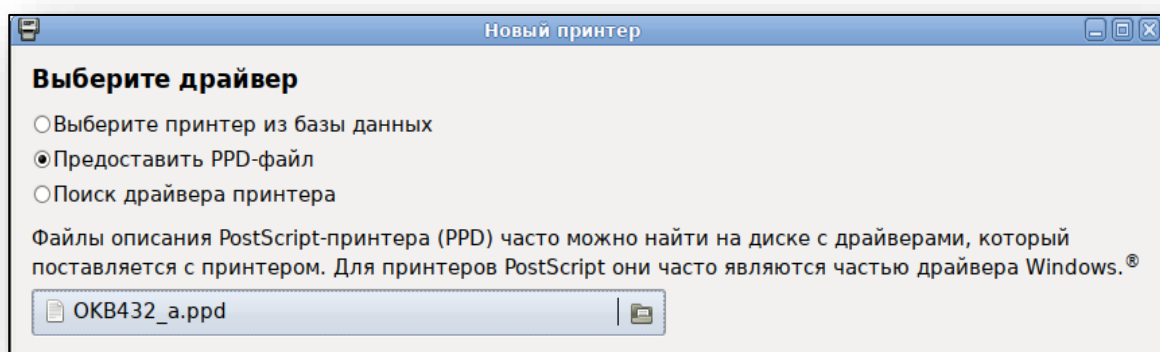 Новый принтер
Выберите драйвер
Выберите принтер из базы данных
Предоставить PPD-файл
Поиск драйвера принтера
Файлы описания PostScript-принтера (PPD) часто можно найти на диске с драйверами, который
поставляется с принтером. Для принтеров PostScript они часто являются частью драйвера Windows.®
OKB432_a.ppd